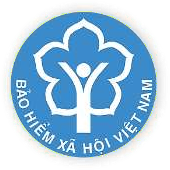 BẢO HIỂM XÃ HỘI VIỆT NAM